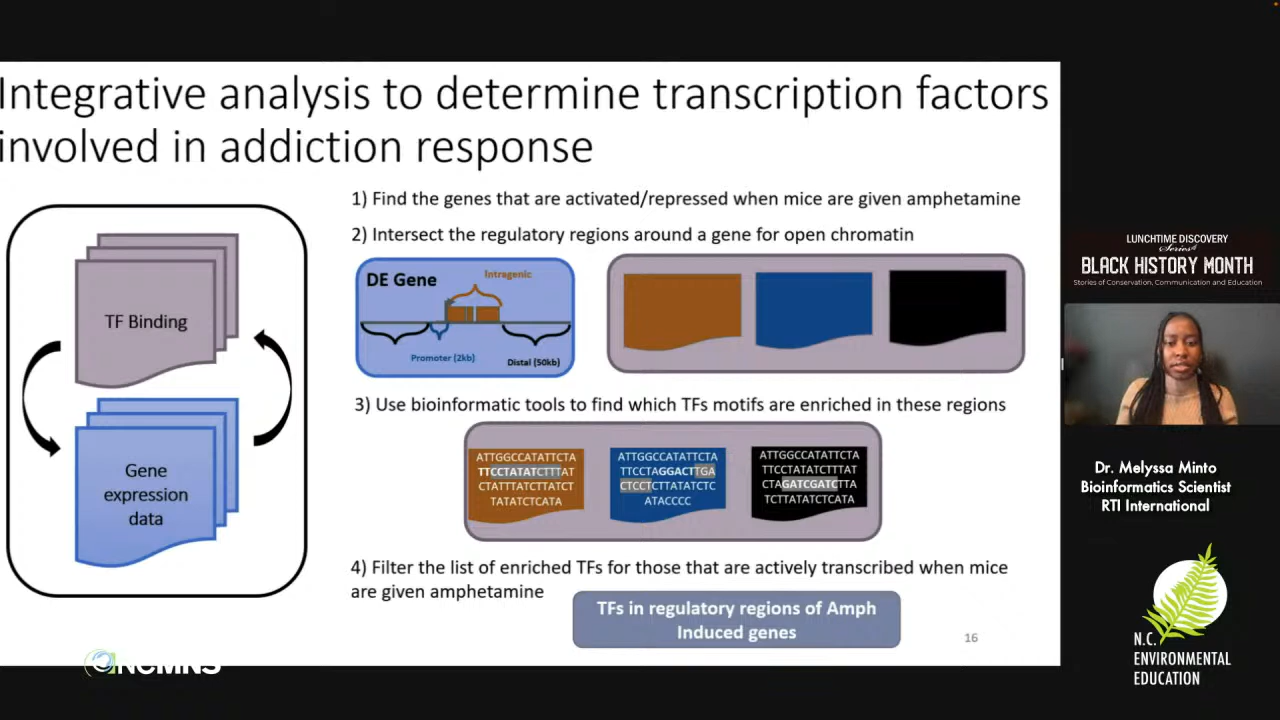 Integrative analysis to determine transcription factors
involved in addiction response
TF Binding
Gene
expression
data
1) Find the genes that are activated/repressed when mice are given amphetamine
2) Intersect the regulatory regions around a gene for open chromatin
DE Gene
Intragenic
Promoter (2kb)
Distal (50kb)
3) Use bioinformatic tools to find which TFs motifs are enriched in these regions
ATTGGCCATATTCTA
TTCCTATATCTTTAT
CTATTTATCTTATCT
TATATCTCATA
ATTGGCCATATTCTA
TTCCTAGGACTTGA
CTCCTCTTATATCTC
ATACCCC
ATTGGCCATATTCTA
TTCCTATATCTTTAT
CTAGATCGATCTTA
TCTTATATCTCATA
4) Filter the list of enriched TFs for those that are actively transcribed when mice
are given amphetamine
TFs in regulatory regions of Amph
Induced genes
16
NCMNS
LUNCHTIME DISCOVERY
Series
BLACK HISTORY MONTH
Stories of Conservation, Communication and Education
Dr. Melyssa Minto
Bioinformatics Scientist
RTI International
N.C.
ENVIRONMENTAL
EDUCATION